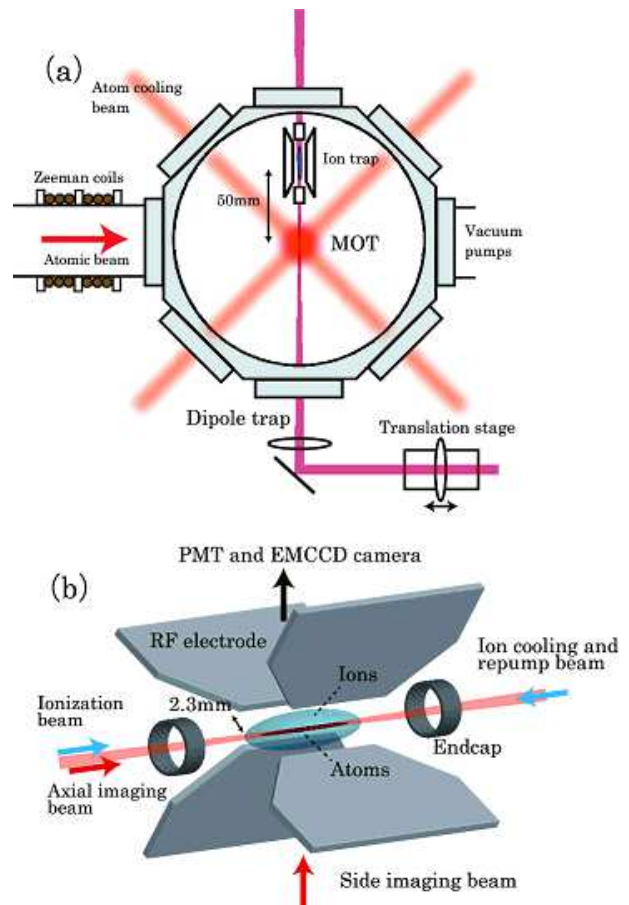 (a)
Atom cooling
beam
Ion trap
Zeeman coils
50mm
MOT
Vacuum
pumps
Atomic beam
Dipole trap
Translation stage
PMT and EMCCD camera
(b)
RF electrode
Ion cooling and
repump beam
Ions
Ionization
beam
2.3mm
Endcap
Atoms
Axial imaging
beam
Side imaging beam